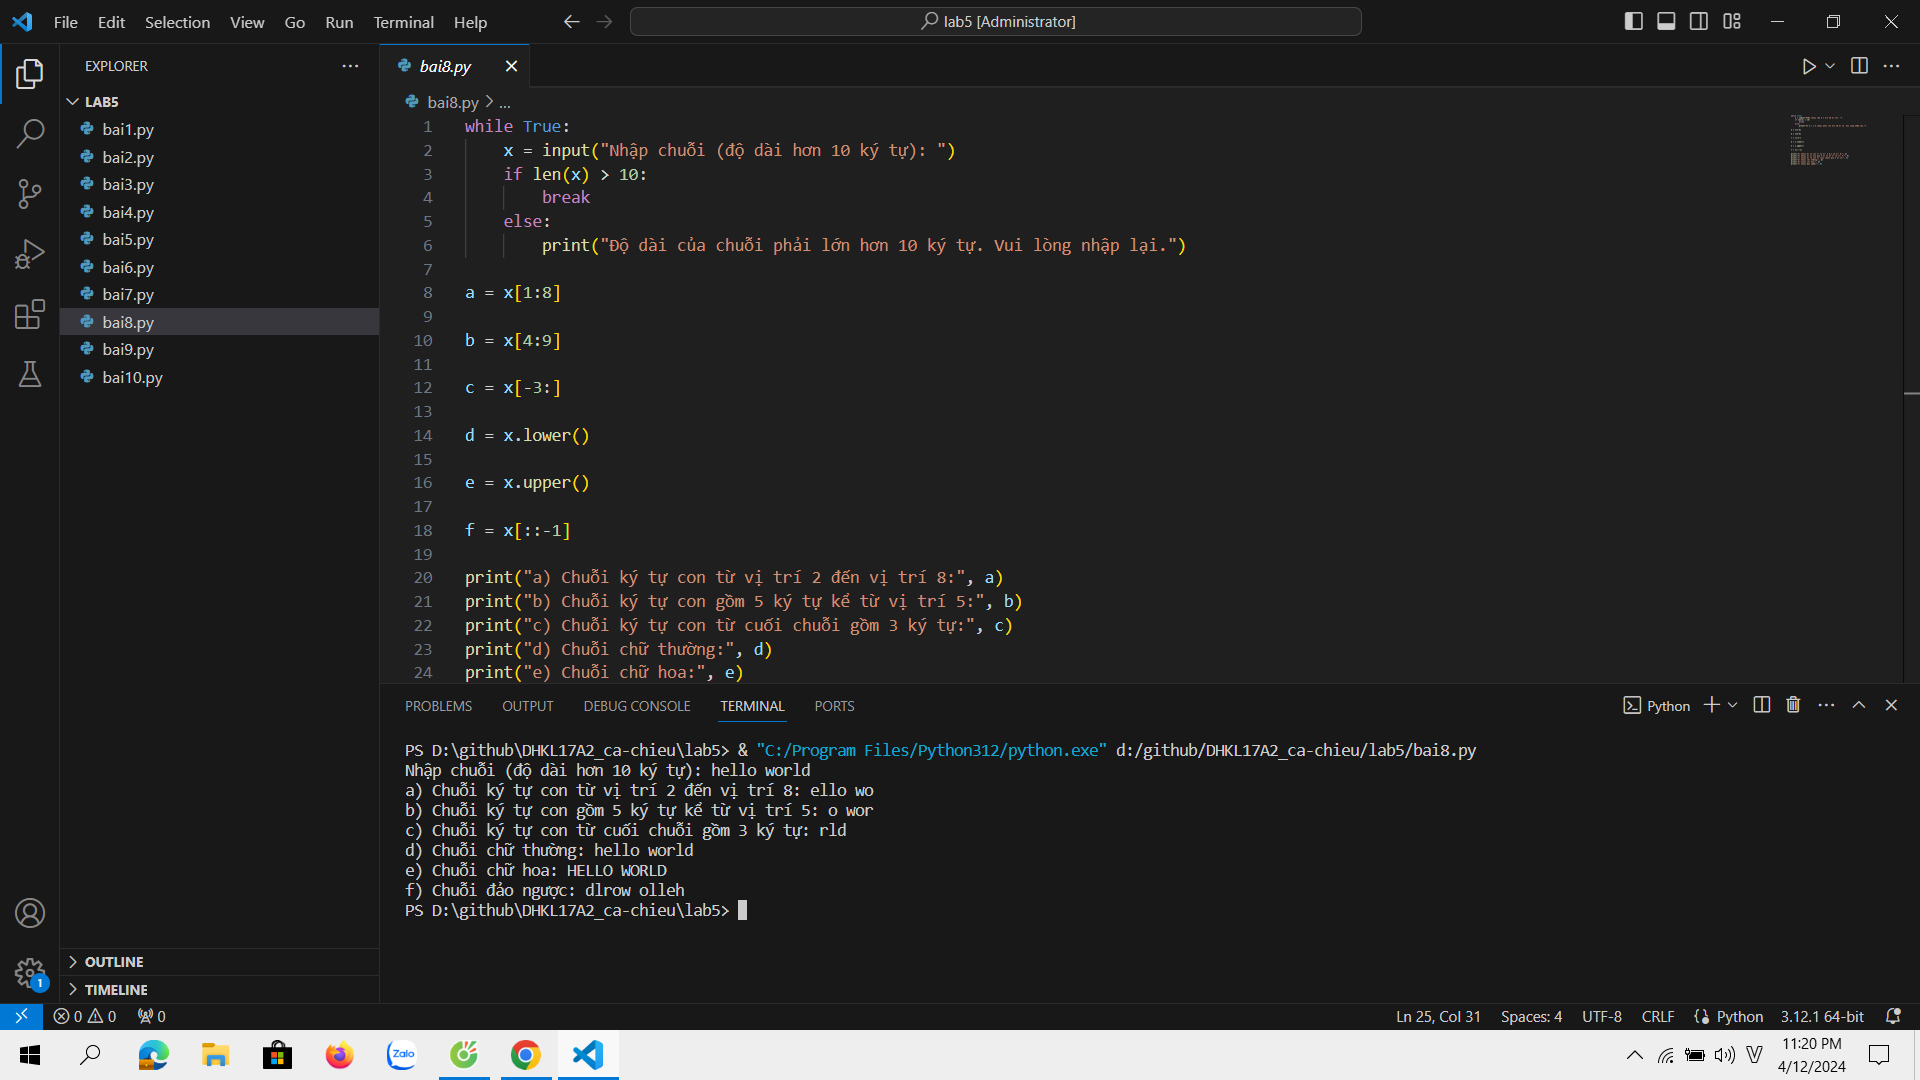 File Edit Selection View Go Run Terminal Help
lab5 [Administrator]
EXPLORER
LAB5
bai1.py
bai2.py
bai3.py
bai4.py
bai5.py
bai6.py
bai7.py
bai8.py
bai9.py
bai10.py
OUTLINE
TIMELINE
bai8.py
bai8.py > ...
1 while True:
2 x = input("Nhập chuỗi (độ dài hơn 10 ký tự): ")
3 if len(x) > 10:
4 break
5 else:
6 print("Độ dài của chuỗi phải lớn hơn 10 ký tự. Vui lòng nhập lại.")
7
8 a = x[1:8]
9
10 b = x[4:9]
11
12 c = x[-3:]
13
14 d = x.lower()
15
16 e = x.upper()
17
18 f = x[::-1]
19
20 print("a) Chuỗi ký tự con từ vị trí 2 đến vị trí 8:", a)
21 print("b) Chuỗi ký tự con gồm 5 ký tự kể từ vị trí 5:", b)
22 print("c) Chuỗi ký tự con từ cuối chuỗi gồm 3 ký tự:", c)
23 print("d) Chuỗi chữ thường:", d)
24 print("e) Chuỗi chữ hoa:", e)
PROBLEMS OUTPUT DEBUG CONSOLE TERMINAL PORTS
Python
PS D:\github\DHKL17A2_ca-chieu\lab5> & "C:/Program Files/Python312/python.exe" d:/github/DHKL17A2_ca-chieu/lab5/bai8.py
Nhập chuỗi (độ dài hơn 10 ký tự): hello world
a) Chuỗi ký tự con từ vị trí 2 đến vị trí 8: ello wo
b) Chuỗi ký tự con gồm 5 ký tự kể từ vị trí 5: o wor
c) Chuỗi ký tự con từ cuối chuỗi gồm 3 ký tự: rld
d) Chuỗi chữ thường: hello world
e) Chuỗi chữ hoa: HELLO WORLD
f) Chuỗi đảo ngược: dlrow olleh
PS D:\github\DHKL17A2_ca-chieu\lab5>
1
0 0 0
Ln 25, Col 31 Spaces: 4 UTF-8 CRLF Python 3.12.1 64-bit
Zalo
V
11:20 PM
4/12/2024